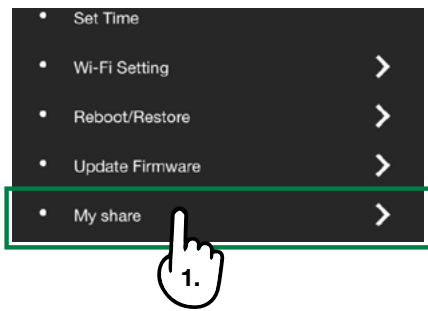 • Set Time
• Wi-Fi Setting
• Reboot/Restore
• Update Firmware
• My share
1.